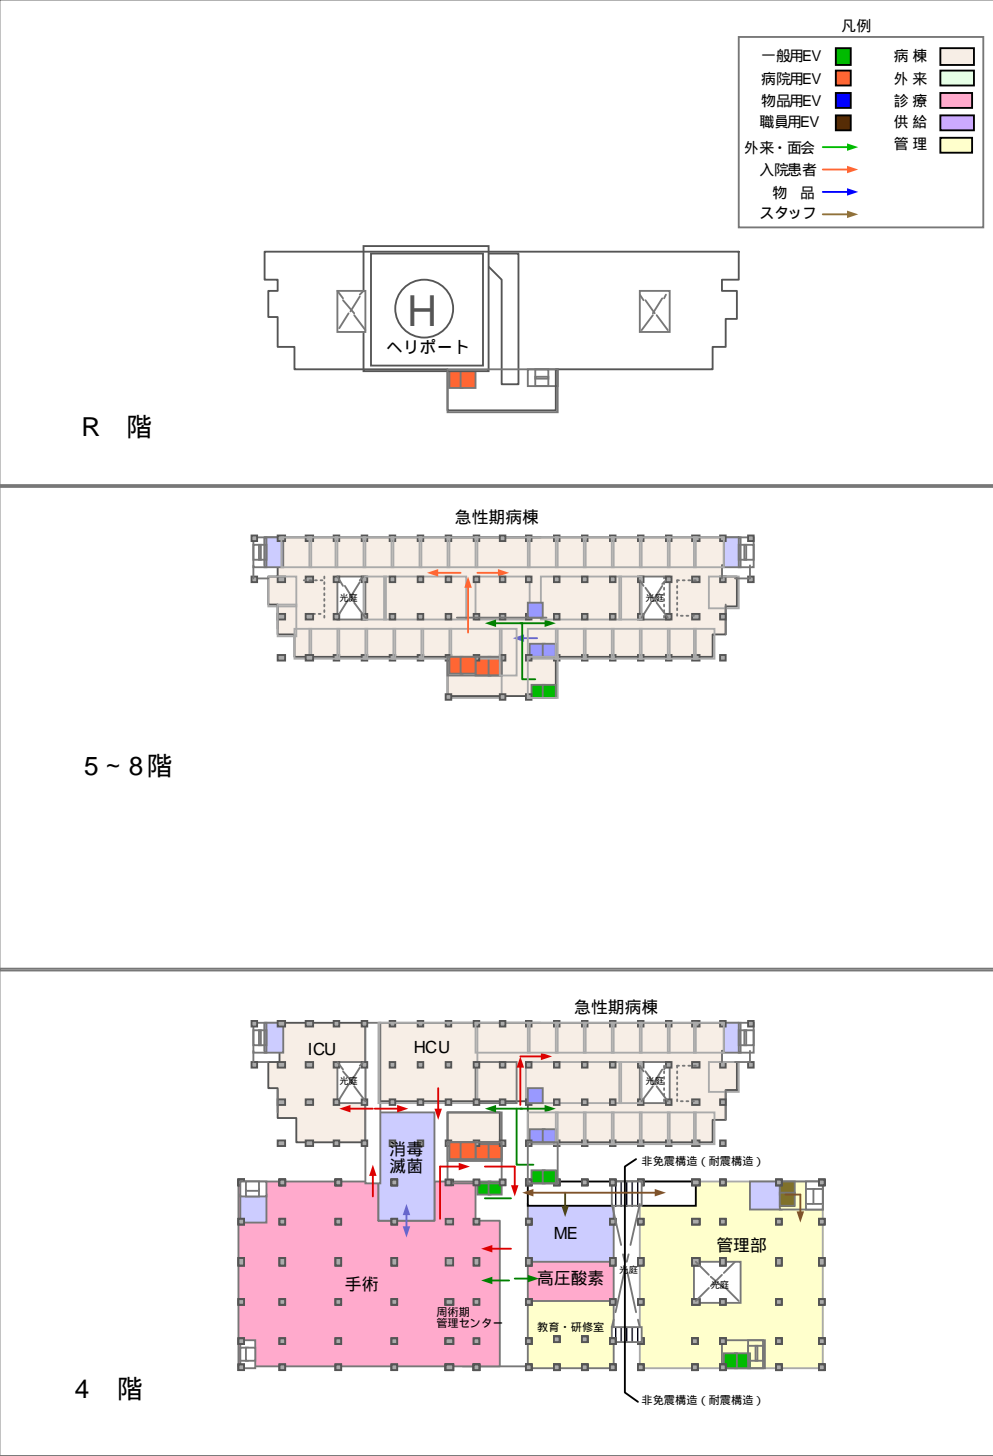 凡例
一般用EV 病棟
病院用EV 外来
物品用EV 診療
職員用EV 供給
外来・面会 管理
入院患者
物　品
スタッフ
H
ヘリポート
R　階
急性期病棟
光庭 光庭
5~8階
急性期病棟
ICU HCU
光庭 光庭
消毒
滅菌
非免震構造（耐震構造）
ME
管理部
光庭
高圧酸素
光庭
手術
周術期
管理センター
教育・研修室
4　階
非免震構造（耐震構造）